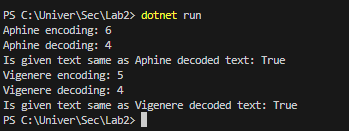 PS C:\Univer\Sec\Lab2> dotnet run
Aphine encoding: 6
Aphine decoding: 4
Is given text same as Aphine decoded text: True
Vigenere encoding: 5
Vigenere decoding: 4
Is given text same as Vigenere decoded text: True
PS C:\Univer\Sec\Lab2>